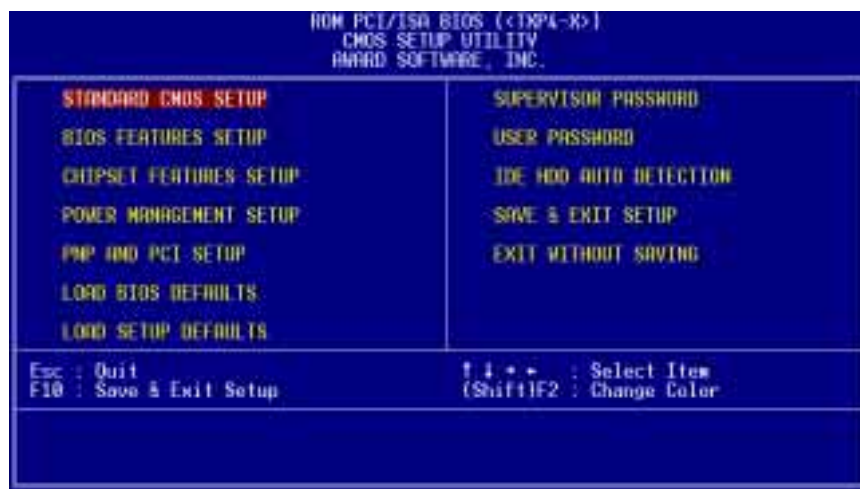 ROM PCI/ISA BIOS (<TXP4-X>)
CMOS SETUP UTILITY
AWARD SOFTWARE, INC.
STANDARD CMOS SETUP
BIOS FEATURES SETUP
CHIPSET FEATURES SETUP
POWER MANAGEMENT SETUP
PNP AND PCI SETUP
LOAD BIOS DEFAULTS
LOAD SETUP DEFAULTS
SUPERVISOR PASSWORD
USER PASSWORD
IDE HDD AUTO DETECTION
SAVE & EXIT SETUP
EXIT WITHOUT SAVING
Esc : Quit
F10 : Save & Exit Setup
↑ ↓ → ← : Select Item
(Shift)F2 : Change Color